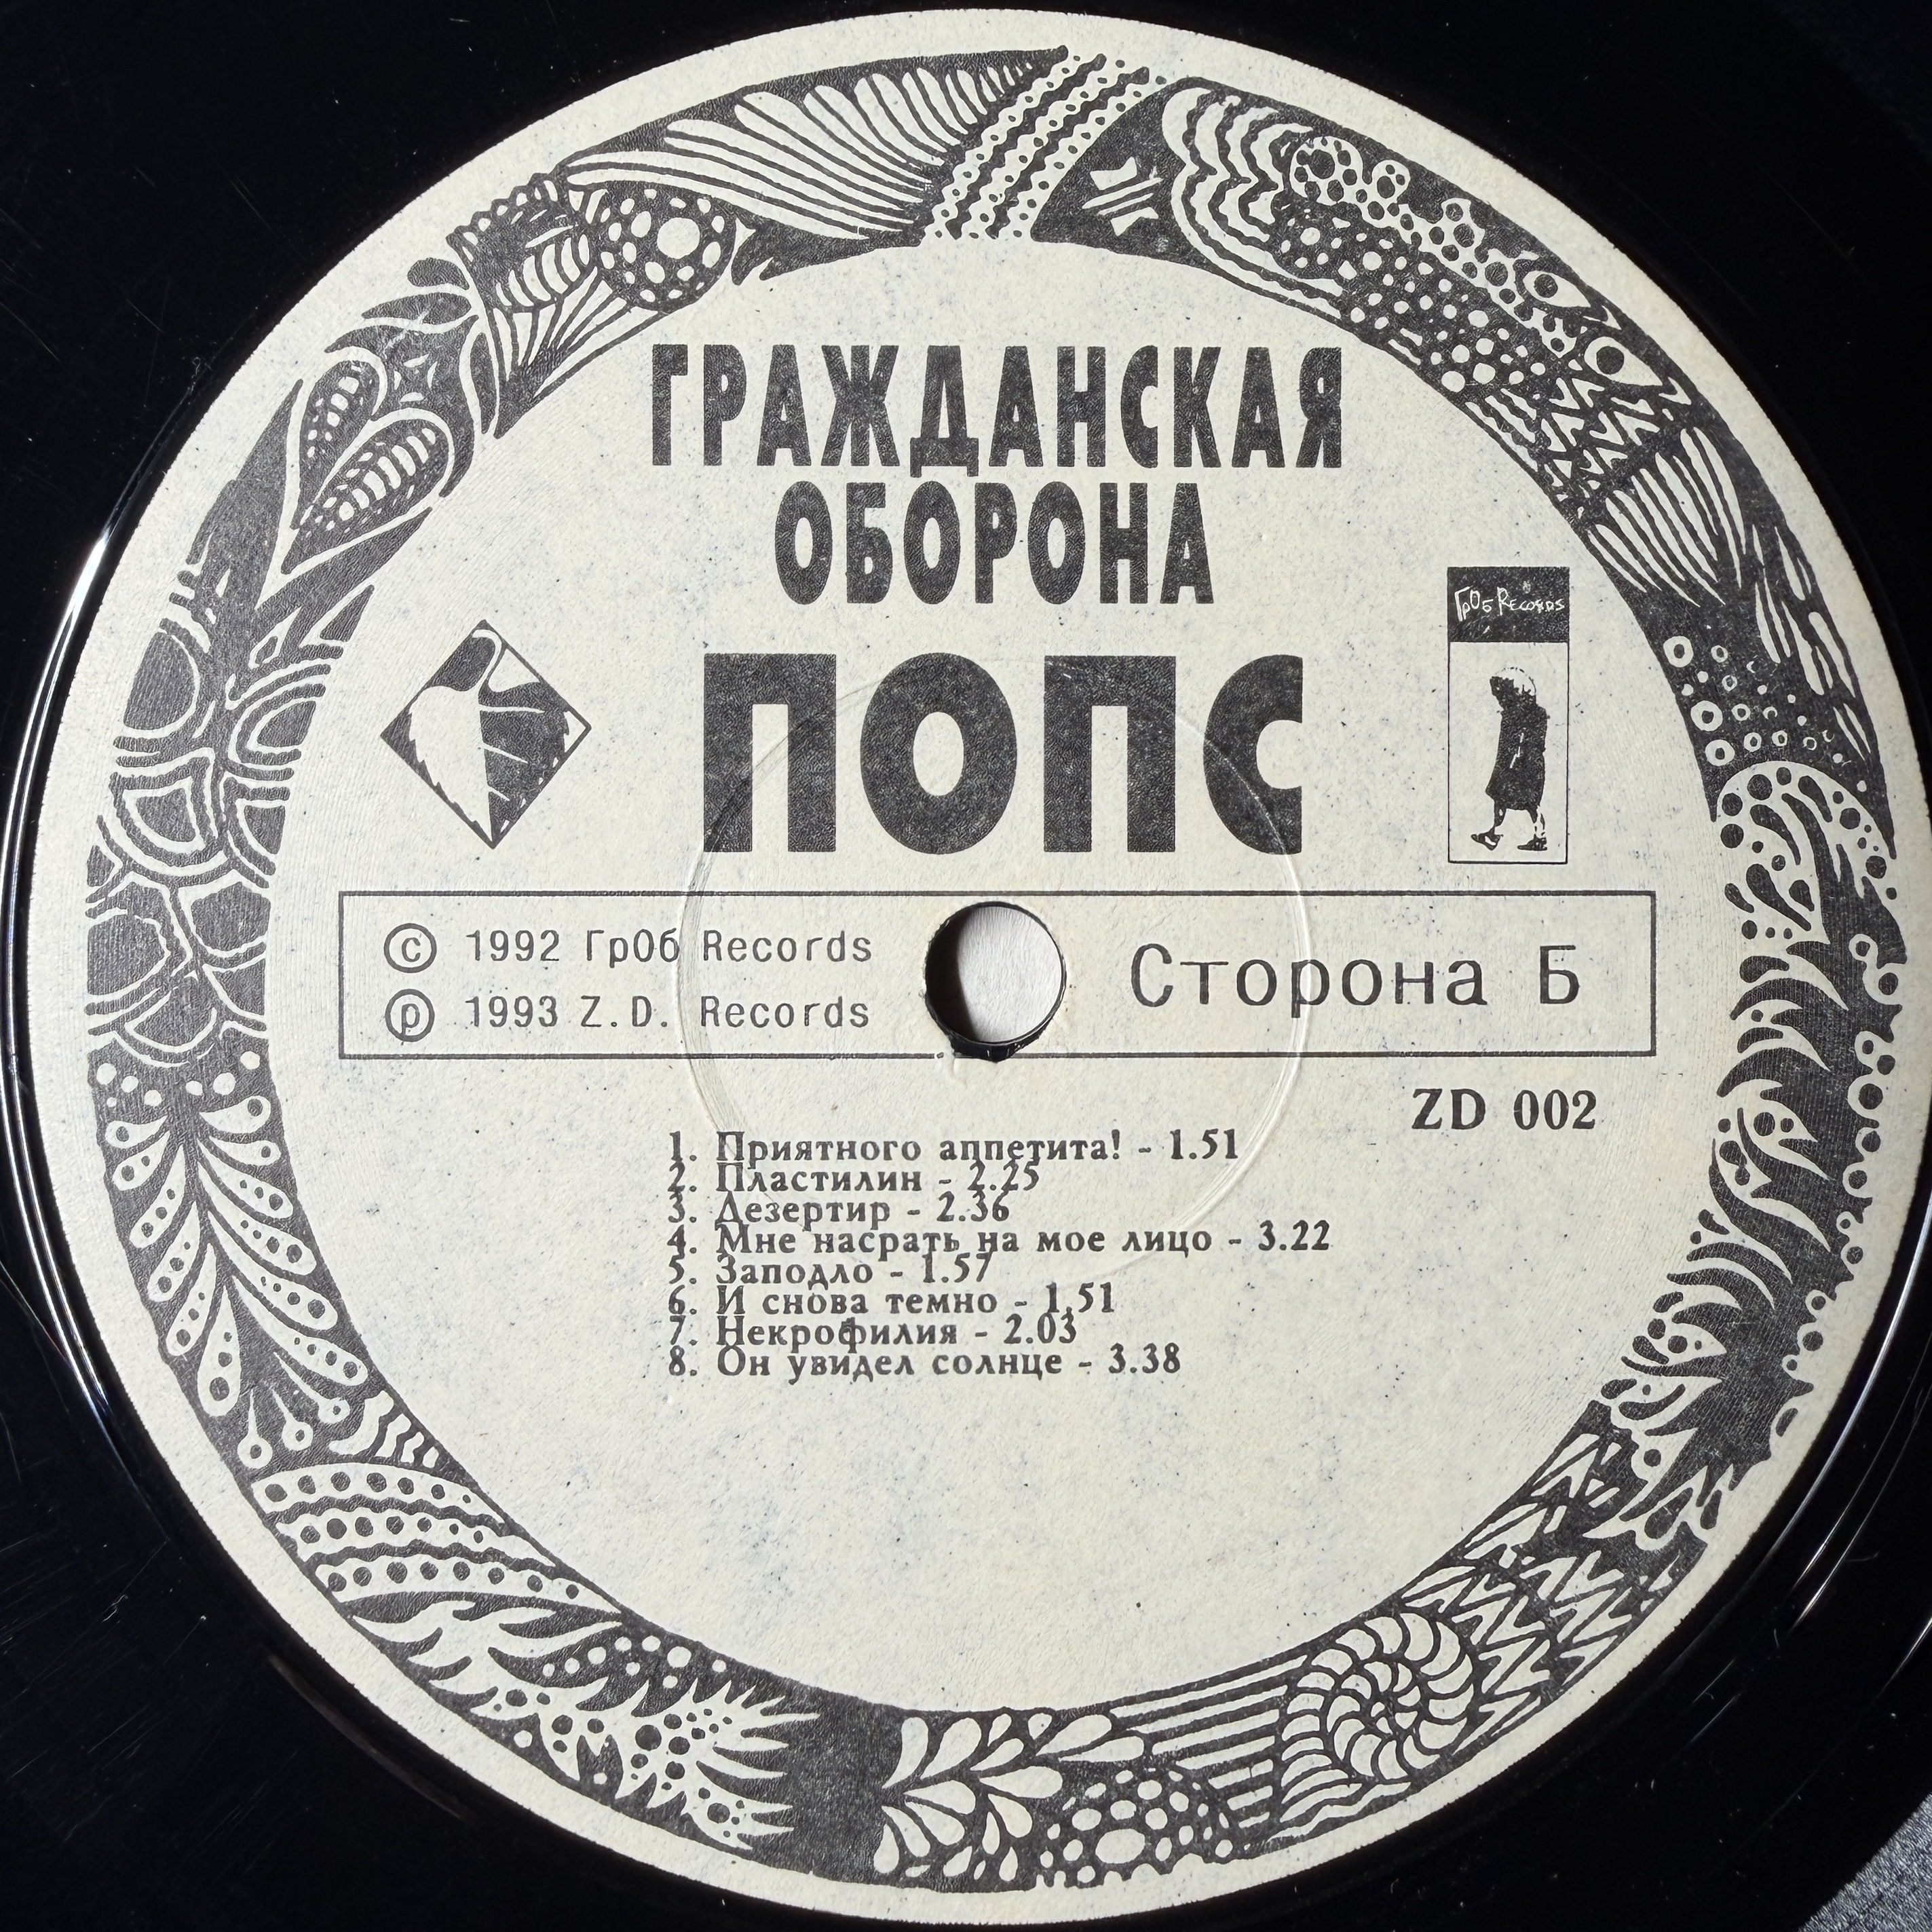 ГРАЖДАНСКАЯ
ОБОРОНА
ГрОб Records
ПОПС
© 1992 ГрОб Records
℗ 1993 Z.D. Records
Сторона Б
ZD 002
1. Приятного аппетита! - 1.51
2. Пластилин - 2.25
3. Дезертир - 2.36
4. Мне насрать на мое лицо - 3.22
5. Заподло - 1.57
6. И снова темно - 1.51
7. Некрофилия - 2.03
8. Он увидел солнце - 3.38